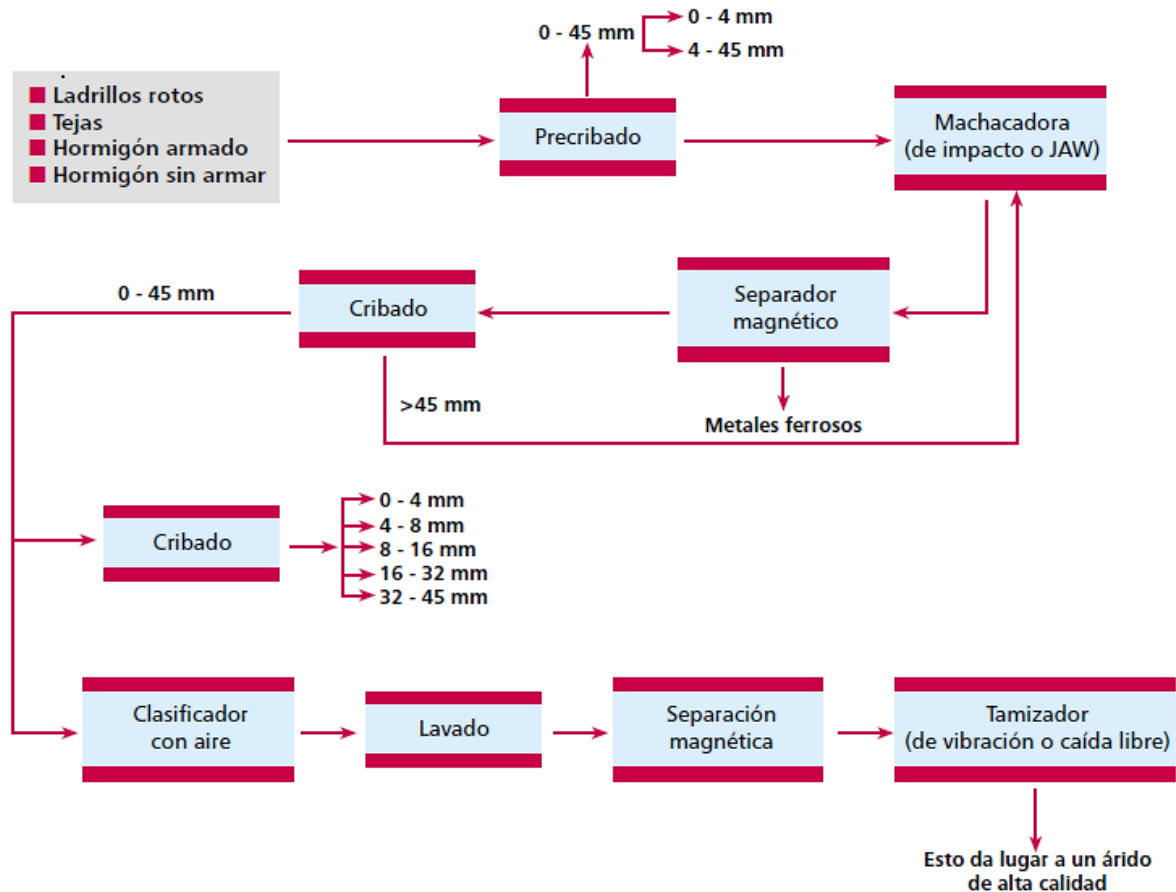 0 - 45 mm
0 - 4 mm
4 - 45 mm
Ladrillos rotos
Tejas
Hormigón armado
Hormigón sin armar
Precribado
Machacadora
(de impacto o JAW)
0 - 45 mm
Cribado
Separador
magnético
>45 mm
Metales ferrosos
Cribado
0 - 4 mm
4 - 8 mm
8 - 16 mm
16 - 32 mm
32 - 45 mm
Clasificador
con aire
Lavado
Separación
magnética
Tamizador
(de vibración o caída libre)
Esto da lugar a un árido
de alta calidad